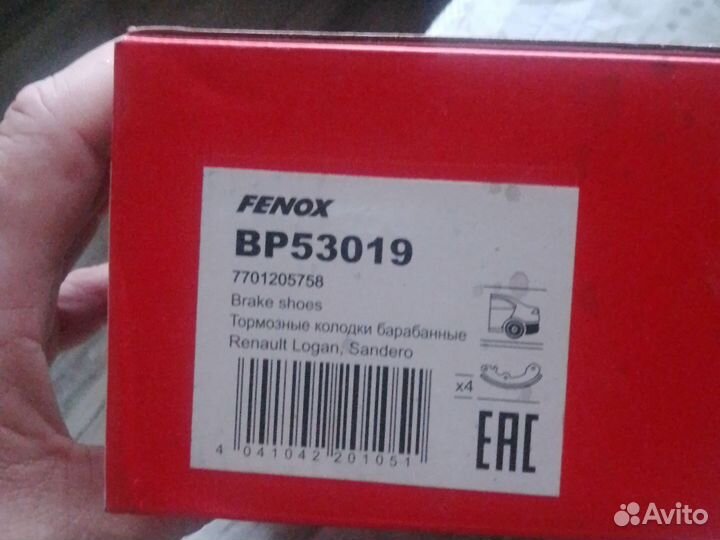 FENOX
BP53019
7701205758
Brake shoes
Тормозные колодки барабанные
Renault Logan, Sandero
x4
4 041042 201051
EAC
Avito